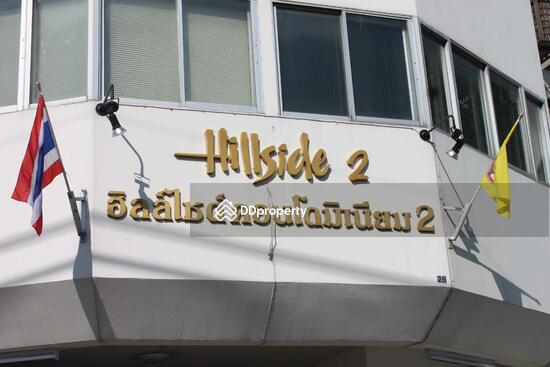 Hillside 2
ฮิลล์ไซด์คอนโดมิเนียม 2
DDproperty
26